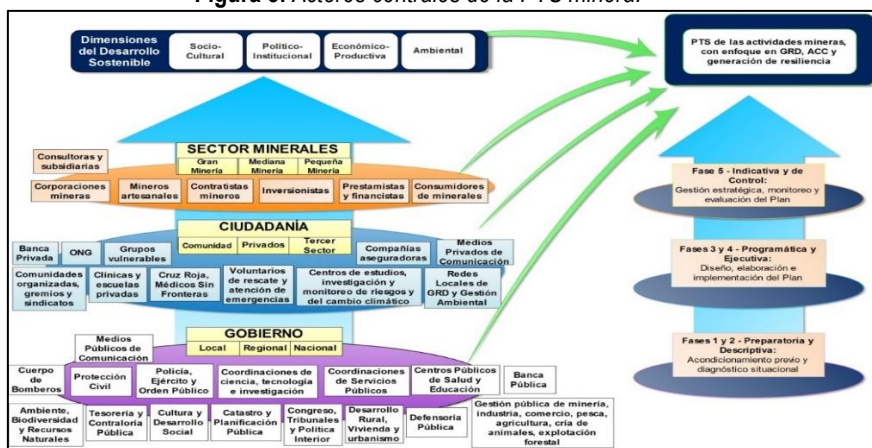 Figura 3. Actores centrales de la PTS mineral
Dimensiones
del Desarrollo
Sostenible
Socio-
Cultural
Político-
Institucional
Económico-
Productiva
Ambiental
PTS de las actividades mineras,
con enfoque en GRD, ACC y
generación de resiliencia
SECTOR MINERALES
Gran
Minería
Mediana
Minería
Pequeña
Minería
Consultoras y
subsidiarias
Corporaciones
mineras
Mineros
artesanales
Contratistas
mineros
Inversionistas
Prestamistas
y financistas
Consumidores
de minerales
CIUDADANÍA
Comunidad
Privados
Tercer
Sector
Banca
Privada
ONG
Grupos
vulnerables
Compañías
aseguradoras
Medios
Privados de
Comunicación
Comunidades
organizadas,
gremios y
sindicatos
Clínicas y
escuelas
privadas
Cruz Roja,
Médicos Sin
Fronteras
Voluntarios
de rescate y
atención de
emergencias
Centros de estudios,
investigación y
monitoreo de riesgos y
del cambio climático
Redes
Locales de
GRD y Gestión
Ambiental
GOBIERNO
Local
Regional
Nacional
Medios
Públicos de
Comunicación
Cuerpo
de
Bomberos
Protección
Civil
Policía,
Ejército y
Orden Público
Coordinaciones de
ciencia, tecnología
e investigación
Coordinaciones
de Servicios
Públicos
Centros Públicos
de Salud y
Educación
Banca
Pública
Ambiente,
Biodiversidad
y Recursos
Naturales
Tesorería y
Contraloría
Pública
Cultura y
Desarrollo
Social
Catastro y
Planificación
Pública
Congreso,
Tribunales
y Política
Interior
Desarrollo
Rural,
Vivienda y
urbanismo
Defensoría
Pública
Gestión pública de minería,
industria, comercio, pesca,
agricultura, cría de
animales, explotación
forestal
Fase 5 - Indicativa y de
Control:
Gestión estratégica, monitoreo y
evaluación del Plan
Fases 3 y 4 - Programática y
Ejecutiva:
Diseño, elaboración e
implementación del Plan
Fases 1 y 2 - Preparatoria y
Descriptiva:
Acondicionamiento previo y
diagnóstico situacional